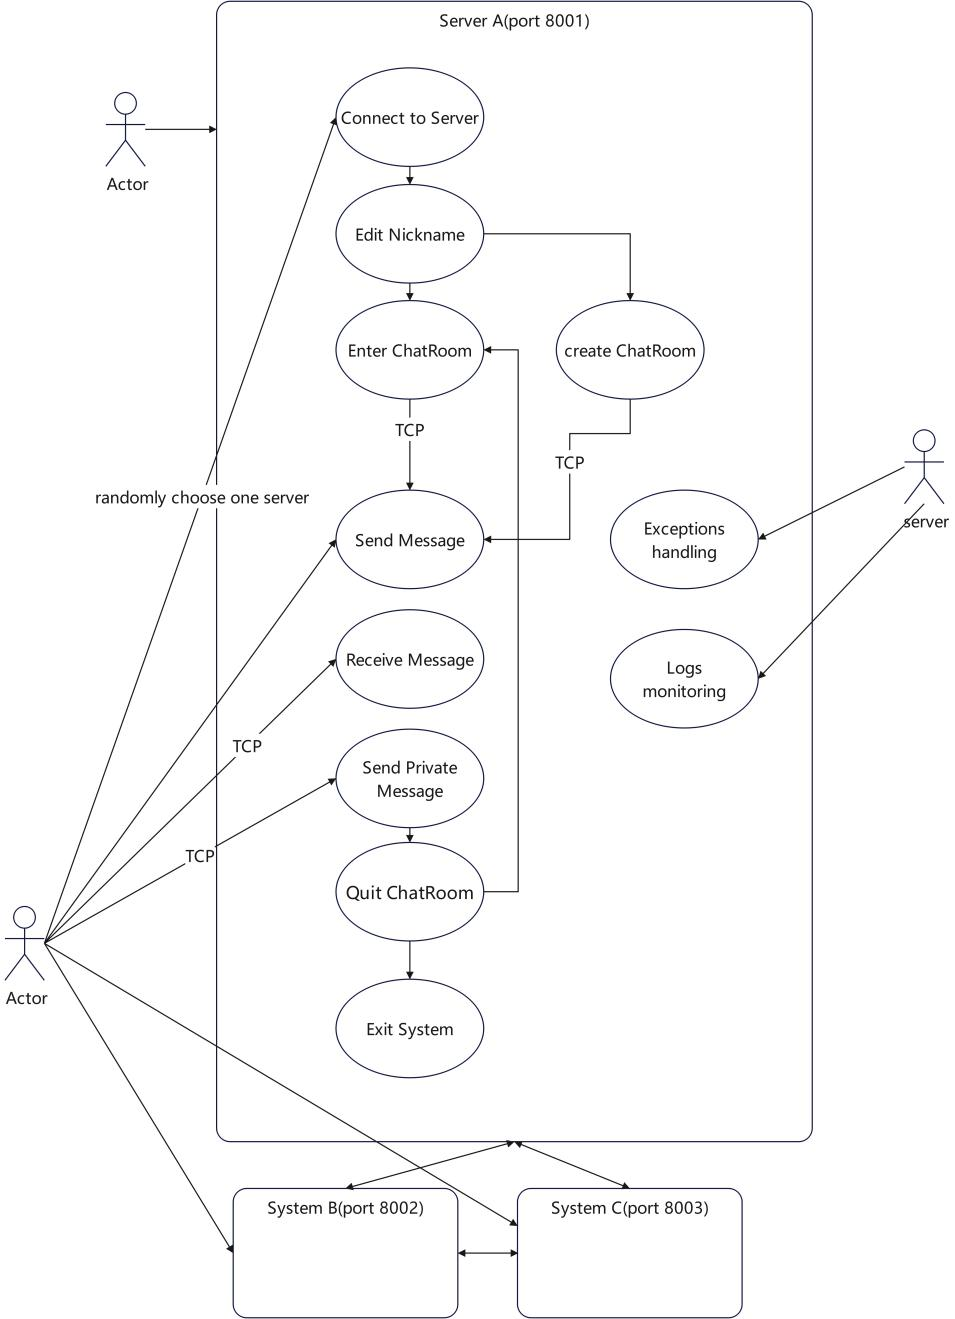 Server A(port 8001)
Connect to Server
Actor
Edit Nickname
Enter ChatRoom
create ChatRoom
TCP
TCP
randomly choose one server
server
Send Message
Exceptions
handling
Receive Message
Logs
monitoring
TCP
Send Private
Message
TCP
Quit ChatRoom
Actor
Exit System
System B(port 8002)
System C(port 8003)